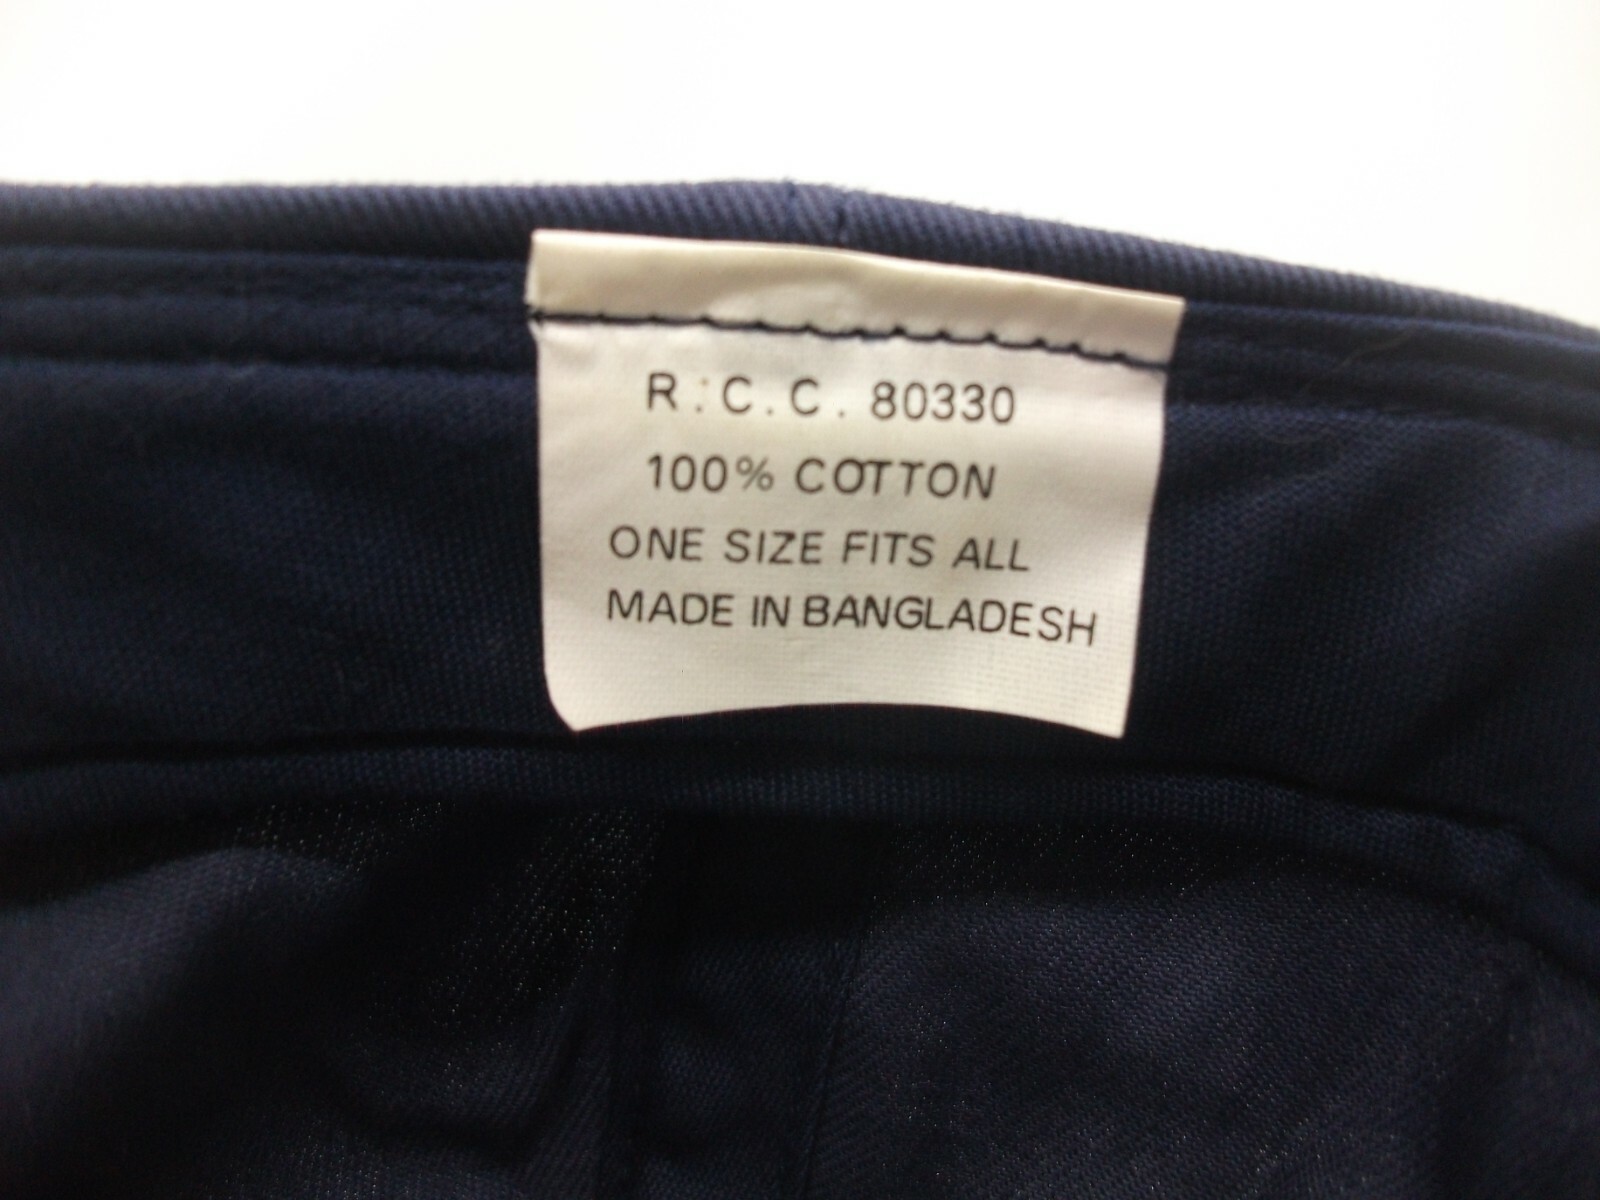 R.C.C. 80330
100% COTTON
ONE SIZE FITS ALL
MADE IN BANGLADESH